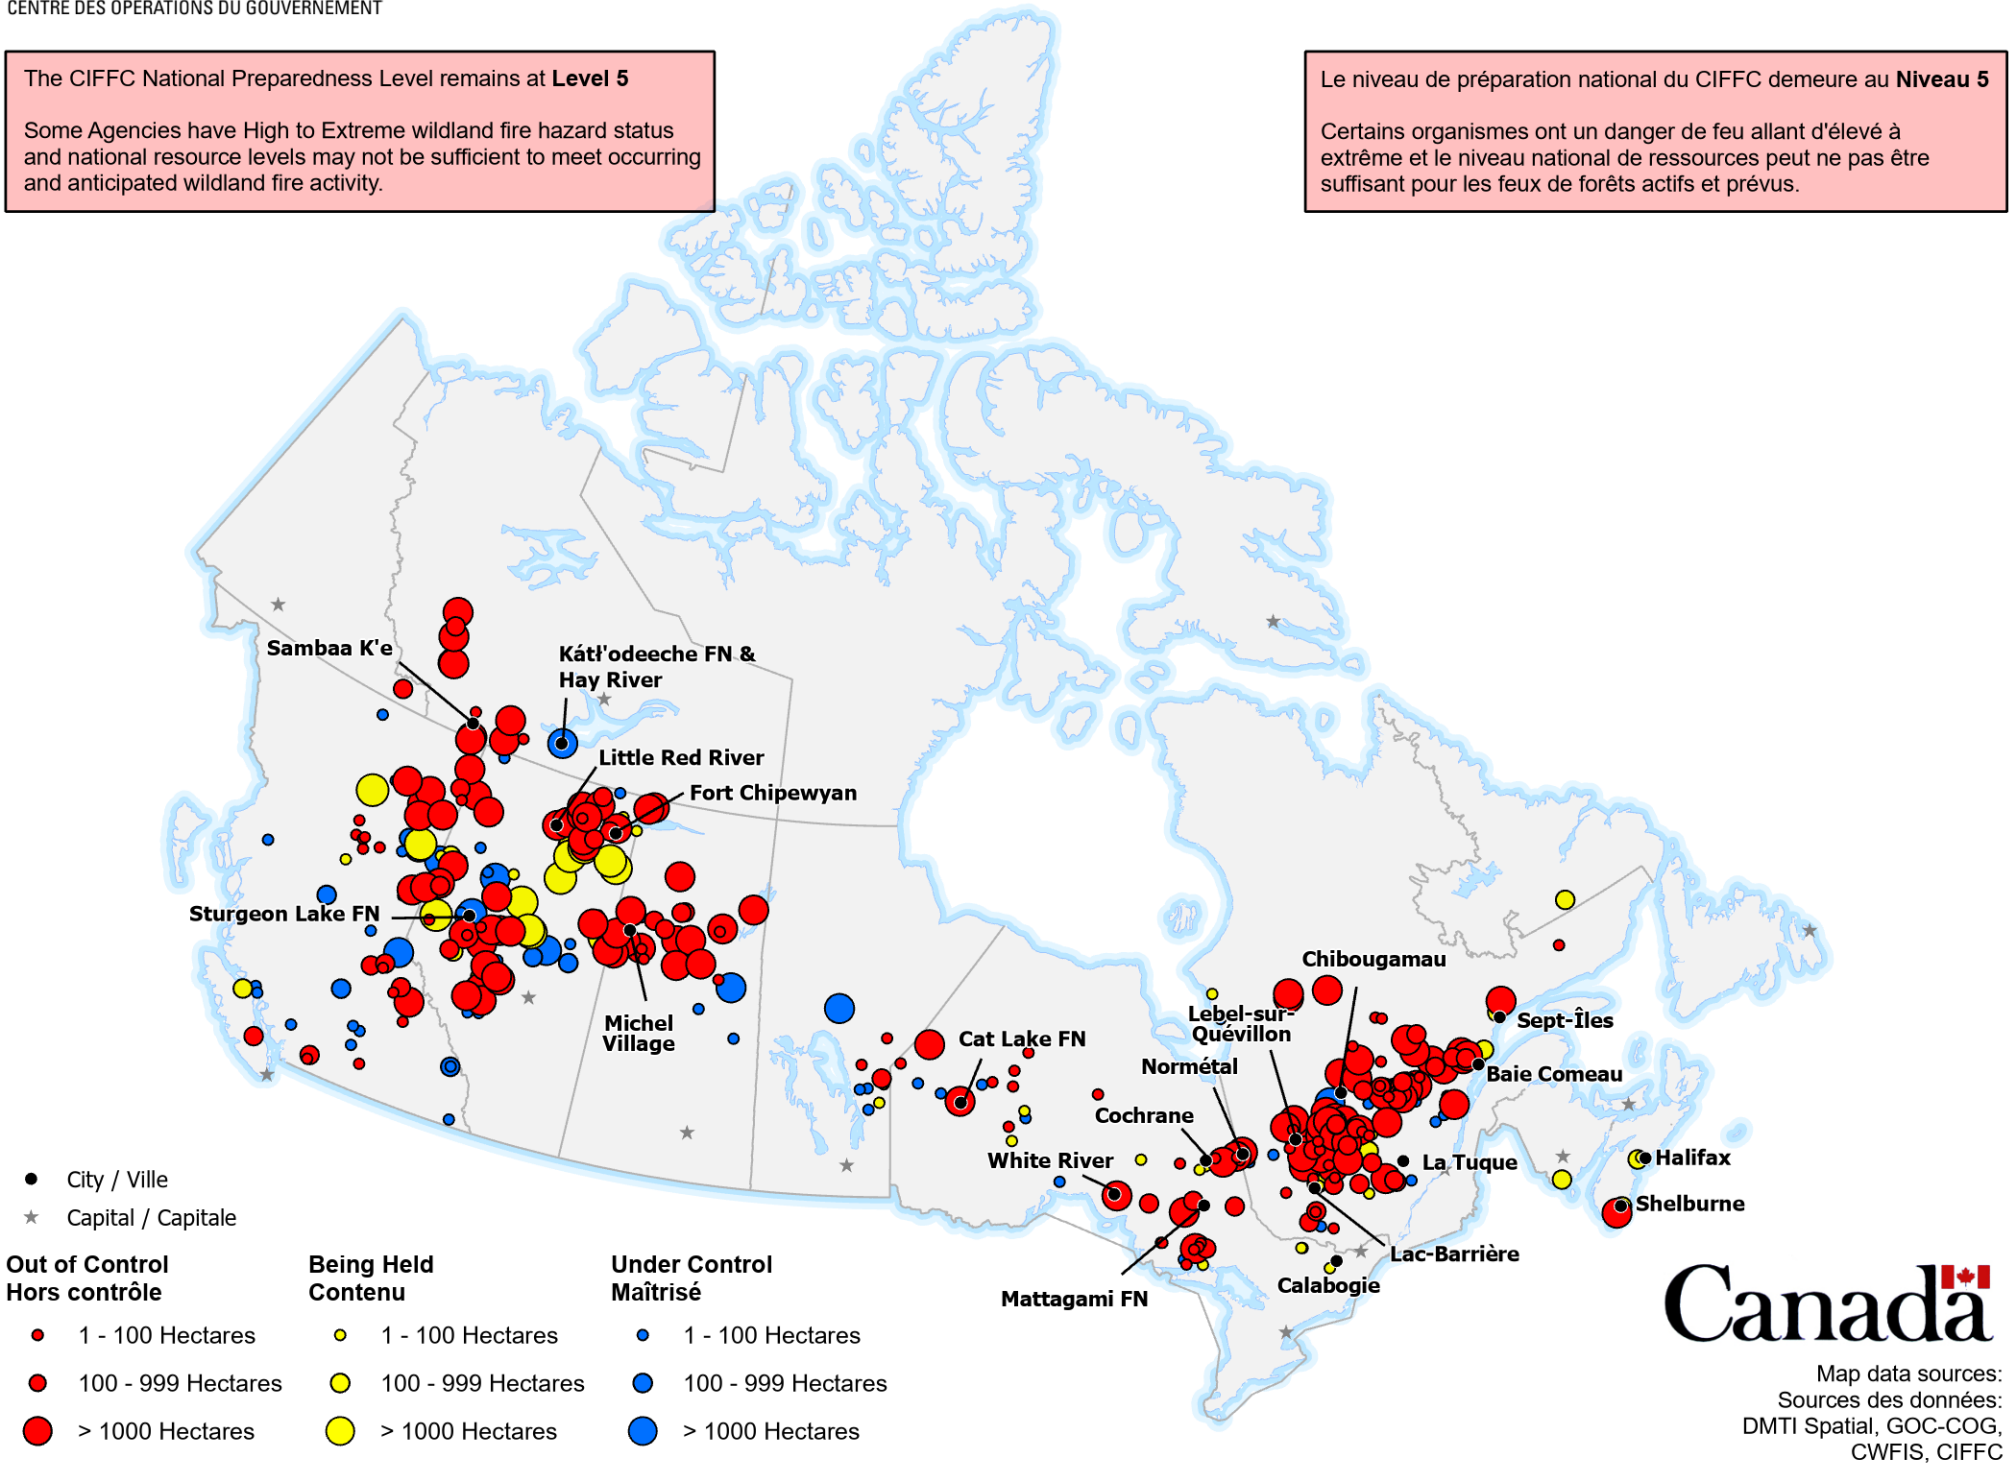 CENTRE DES OPÉRATIONS DU GOUVERNEMENT
The CIFFC National Preparedness Level remains at Level 5
Some Agencies have High to Extreme wildland fire hazard status
and national resource levels may not be sufficient to meet occurring
and anticipated wildland fire activity.
Le niveau de préparation national du CIFFC demeure au Niveau 5
Certains organismes ont un danger de feu allant d'élevé à
extrême et le niveau national de ressources peut ne pas être
suffisant pour les feux de forêts actifs et prévus.
Sambaa K'e
Kátł'odeeche FN &
Hay River
Little Red River
Fort Chipewyan
Sturgeon Lake FN
Michel
Village
Cat Lake FN
Chibougamau
Lebel-sur-
Quévillon
Normétal
Cochrane
White River
Mattagami FN
Sept-Îles
Baie Comeau
La Tuque
Halifax
Shelburne
Lac-Barrière
Calabogie
City / Ville
Capital / Capitale
Out of Control
Hors contrôle
1 - 100 Hectares
100 - 999 Hectares
> 1000 Hectares
Being Held
Contenu
1 - 100 Hectares
100 - 999 Hectares
> 1000 Hectares
Under Control
Maîtrisé
1 - 100 Hectares
100 - 999 Hectares
> 1000 Hectares
Canada
Map data sources:
Sources des données:
DMTI Spatial, GOC-COG,
CWFIS, CIFFC